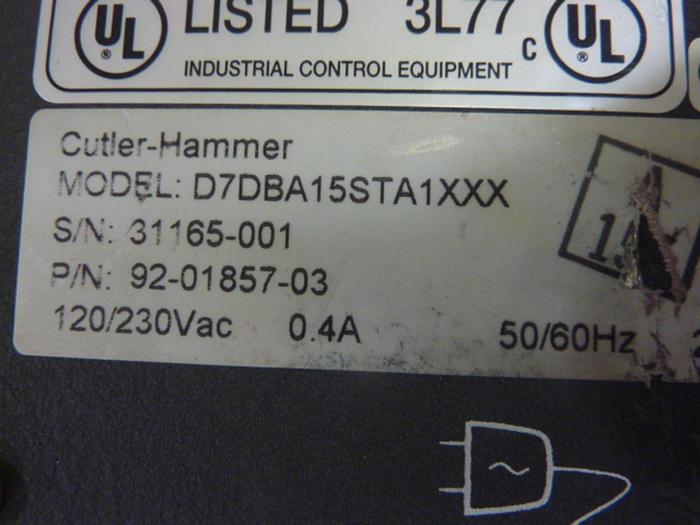 UL ® LISTED 3L77 C UL ®
INDUSTRIAL CONTROL EQUIPMENT
Cutler-Hammer
MODEL: D7DBA15STA1XXX
S/N: 31165-001
P/N: 92-01857-03
120/230Vac 0.4A 50/60Hz